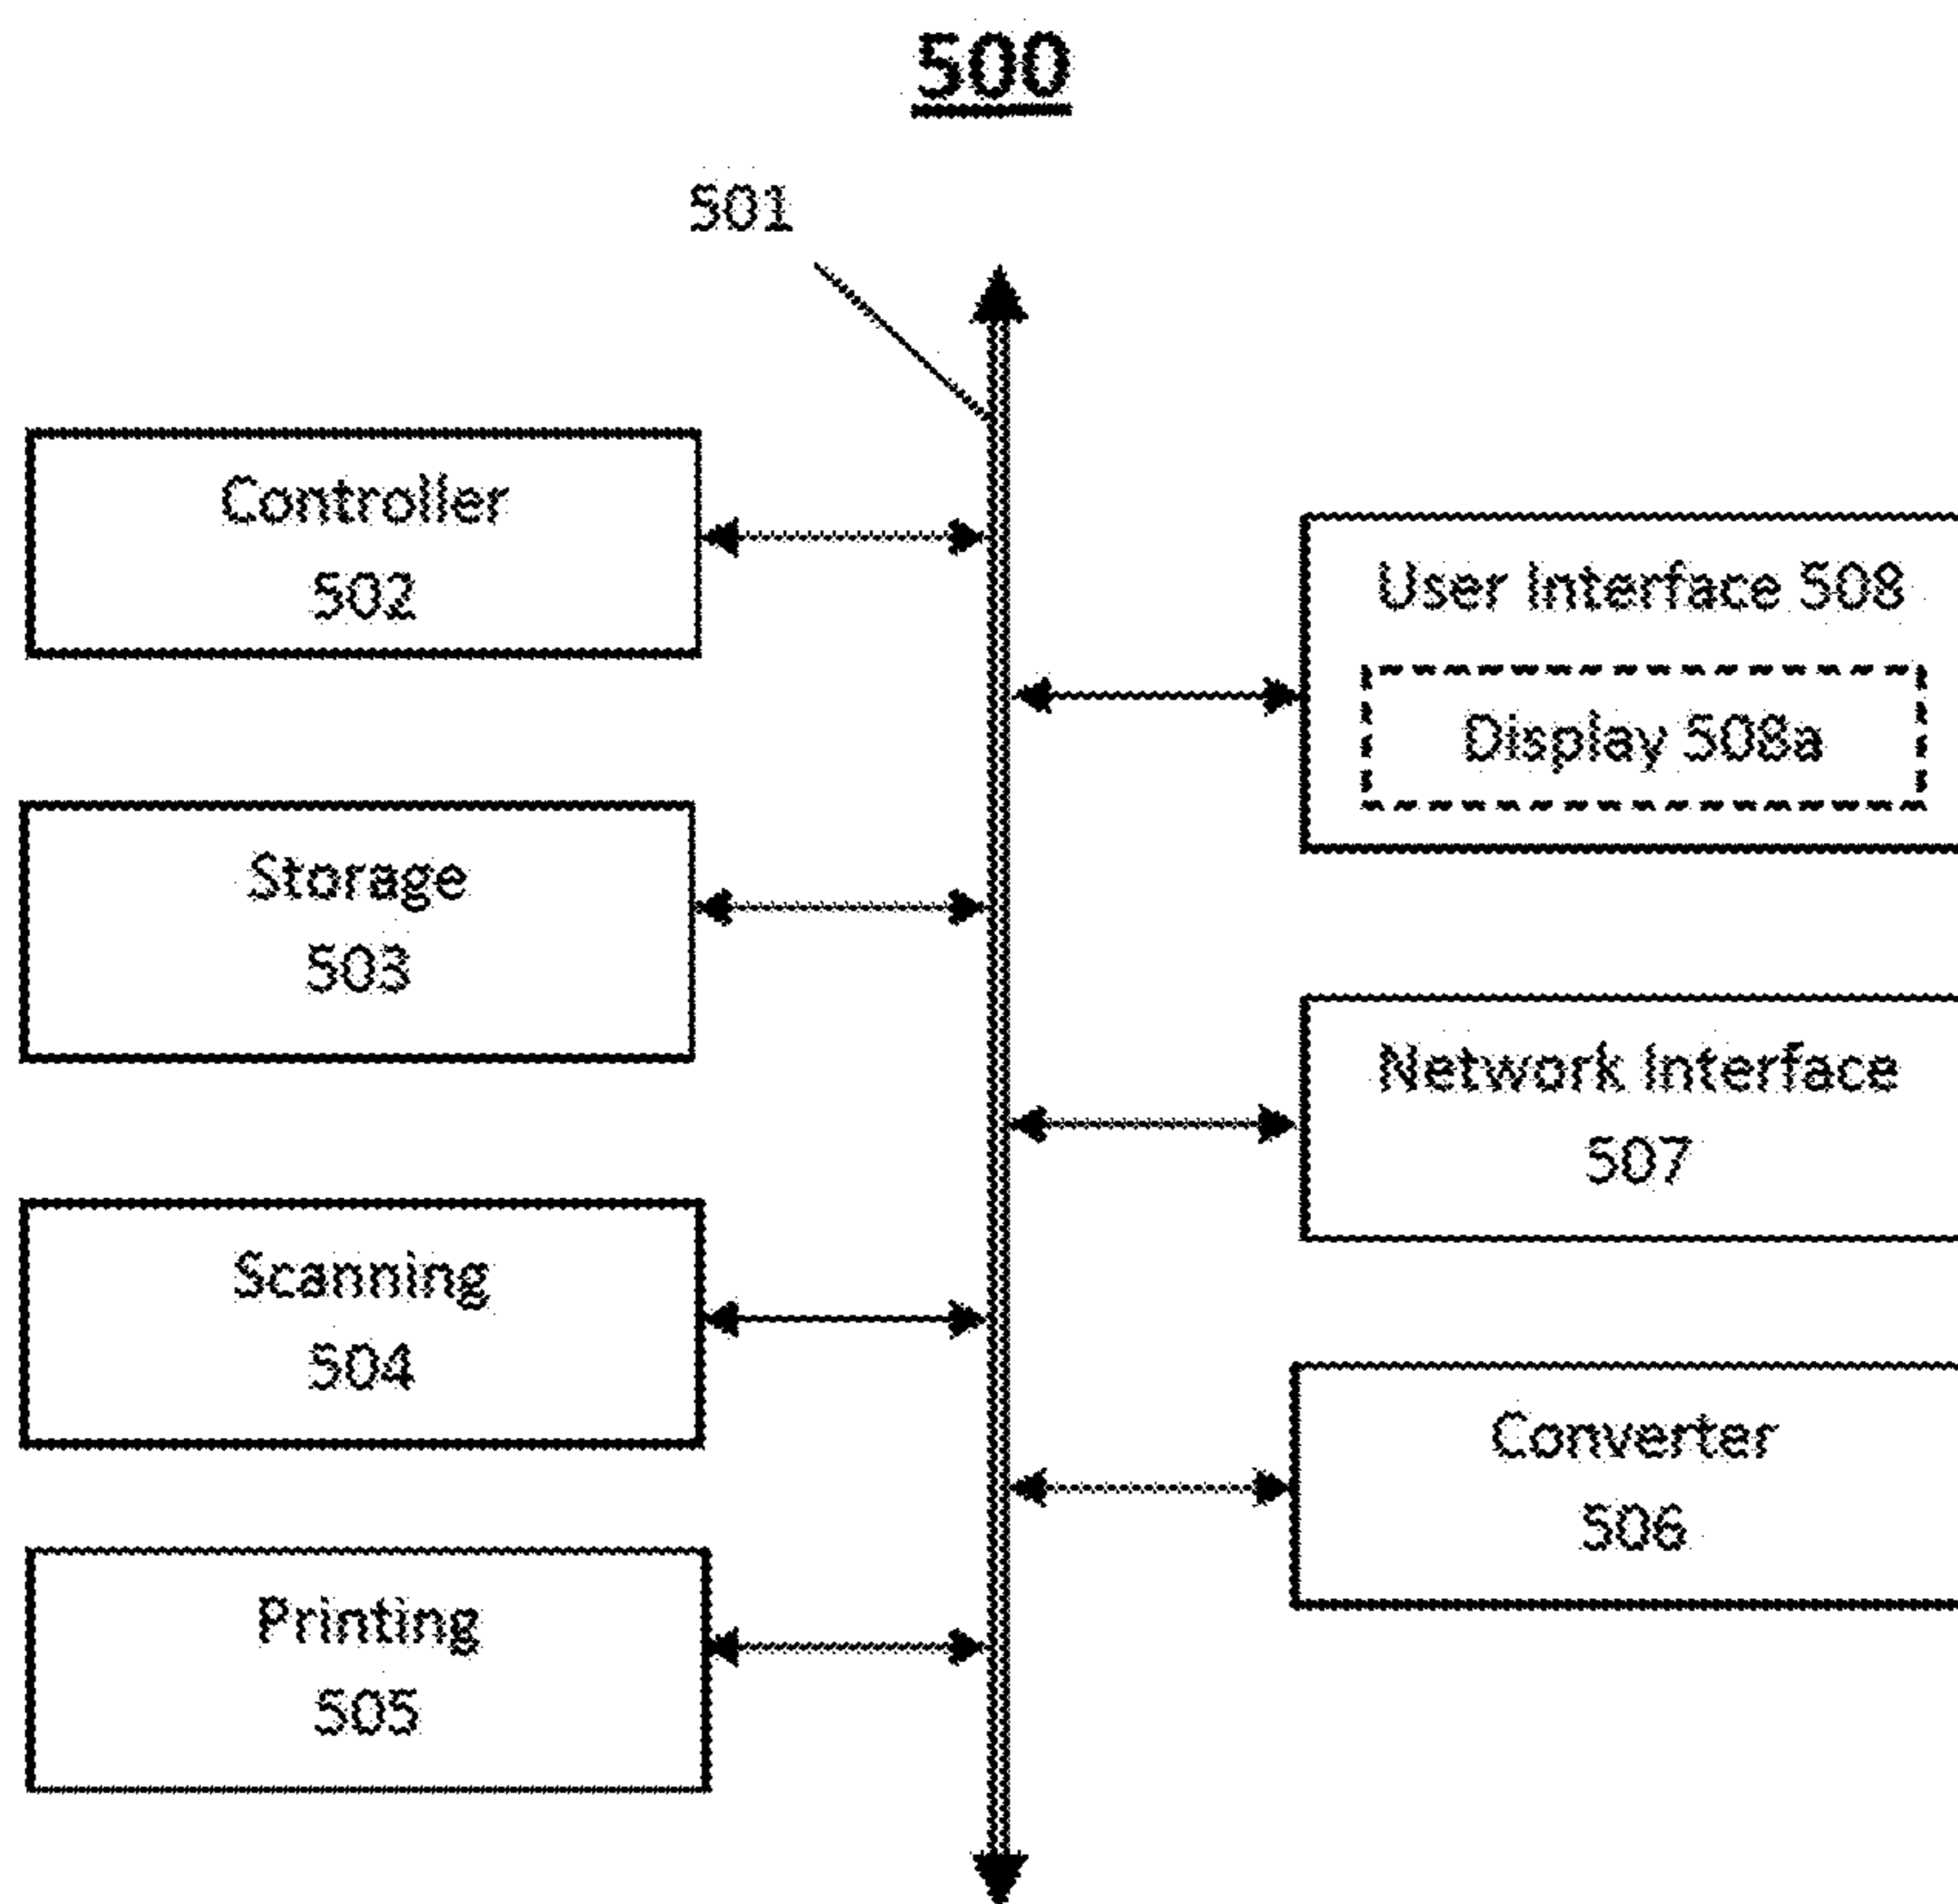 500
501
Controller
502
Storage
503
Scanning
504
Printing
505
User Interface 508
Display 508a
Network Interface
507
Converter
506